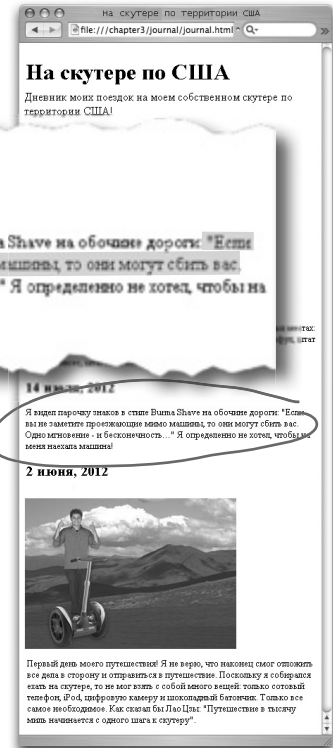 На скутере по территории США
file:///chapter3/journal/journal.html
Q-
»
На скутере по США
Дневник моих поездок на моем собственном скутере по
территории США!
a Shave на обочине дороги: "Если
машины, то они могут сбить вас.
" Я определенно не хотел, чтобы на
местах:
штат
14 июля, 2012
Я видел парочку знаков в стиле Burma Shave на обочине дороги: "Если
вы не заметите проезжающие мимо машины, то они могут сбить вас.
Одно мгновение - и бесконечность..." Я определенно не хотел, чтобы на
меня наехала машина!
2 июня, 2012
Первый день моего путешествия! Я не верю, что наконец смог отложить
все дела в сторону и отправиться в путешествие. Поскольку я собирался
ехать на скутере, то не мог взять с собой много вещей: только сотовый
телефон, iPod, цифровую камеру и шоколадный батончик. Только все
самое необходимое. Как сказал бы Лао Цзы: "Путешествие в тысячу
миль начинается с одного шага к скутеру".